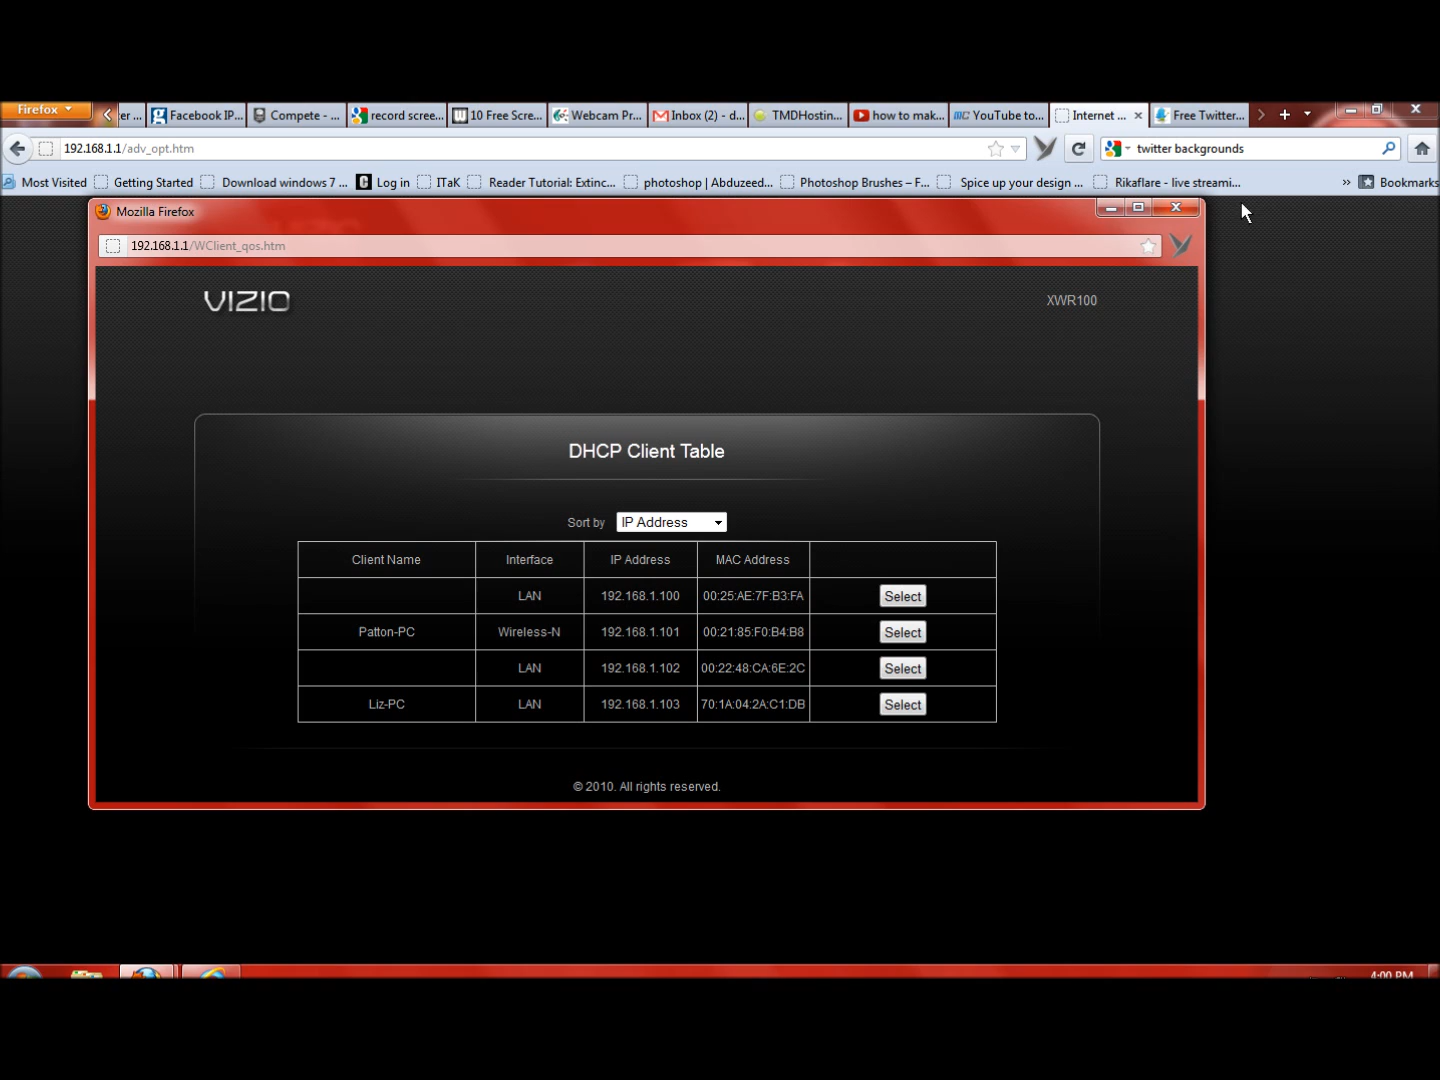 Firefox
er ... Facebook IP... Compete - ... record scree... 10 Free Scre... Webcam Pr... Inbox (2) - d... TMDHostin... how to mak... YouTube to... Internet ... Free Twitter...
192.168.1.1/adv_opt.htm twitter backgrounds
Most Visited Getting Started Download windows 7 ... Log in ITaK Reader Tutorial: Extinc... photoshop | Abduzeed... Photoshop Brushes – F... Spice up your design ... Rikaflare - live streami... » Bookmarks
Mozilla Firefox
192.168.1.1/WClient_qos.htm
VIZIO XWR100
DHCP Client Table
Sort by IP Address
Client Name Interface IP Address MAC Address
LAN 192.168.1.100 00:25:AE:7F:B3:FA Select
Patton-PC Wireless-N 192.168.1.101 00:21:85:F0:B4:B8 Select
LAN 192.168.1.102 00:22:48:CA:6E:2C Select
Liz-PC LAN 192.168.1.103 70:1A:04:2A:C1:DB Select
© 2010. All rights reserved.
4:00 PM